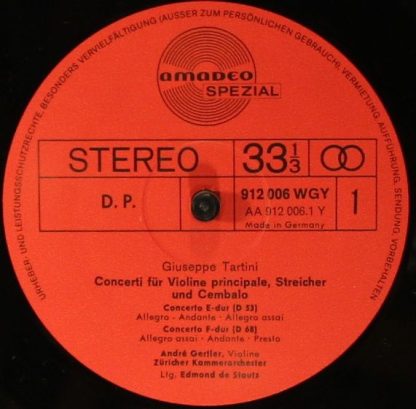 URHEBER- UND LEISTUNGSSCHUTZRECHTE, BESONDERS VERVIELFÄLTIGUNG (AUSSER ZUM PERSÖNLICHEN GEBRAUCH), VERMIETUNG, AUFFÜHRUNG, SENDUNG, VORBEHALTEN.
amadeo
SPEZIAL
STEREO 33⅓
D. P. 912 006 WGY 1
AA 912 006.1 Y
Made in Germany
Giuseppe Tartini
Concerti für Violine principale, Streicher
und Cembalo
Concerto E-dur (D 53)
Allegro - Andante · Allegro assai
Concerto F-dur (D 68)
Allegro assai · Andante · Presto
André Gertler, Violine
Züricher Kammerorchester
Ltg. Edmond de Stoutz